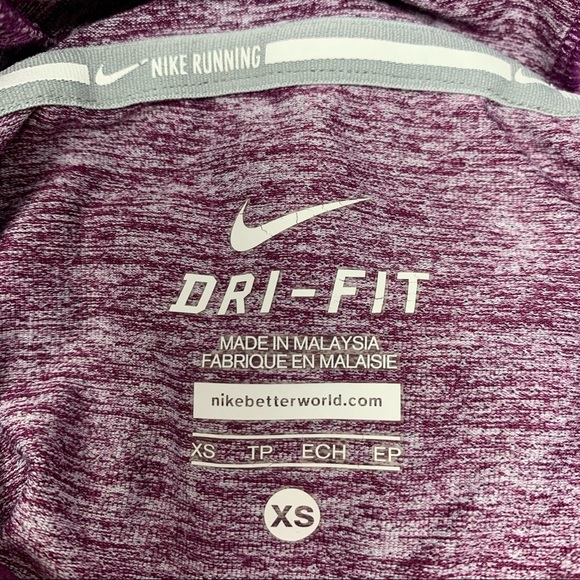 NIKE RUNNING
DRI-FIT
MADE IN MALAYSIA
FABRIQUE EN MALAISIE
nikebetterworld.com
XS TP ECH EP
XS